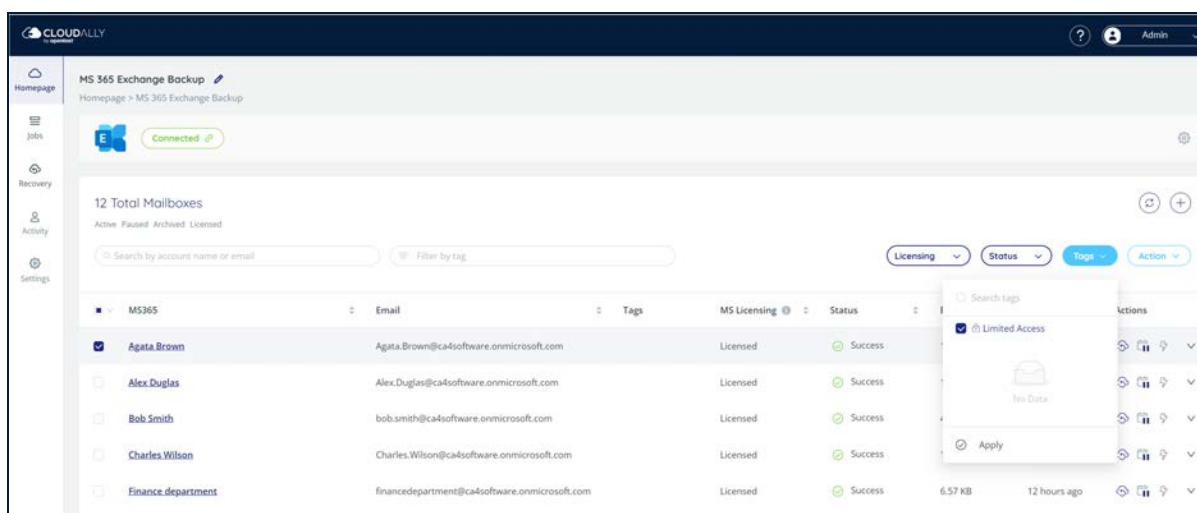 CLOUDALLY
by opentext
? Admin
Homepage
Jobs
Recovery
Activity
Settings
MS 365 Exchange Backup
Homepage > MS 365 Exchange Backup
E Connected
12 Total Mailboxes
Active Paused Archived Licensed
Search by account name or email Filter by tag Licensing Status Tags Action
MS365 Email Tags MS Licensing Status Actions
Search tags
Limited Access
No Data
Apply
Agata Brown Agata.Brown@ca4software.onmicrosoft.com Licensed Success
Alex Duglas Alex.Duglas@ca4software.onmicrosoft.com Licensed Success
Bob Smith bob.smith@ca4software.onmicrosoft.com Licensed Success
Charles Wilson Charles.Wilson@ca4software.onmicrosoft.com Licensed Success
Finance department financedepartment@ca4software.onmicrosoft.com Licensed Success 6.57 KB 12 hours ago